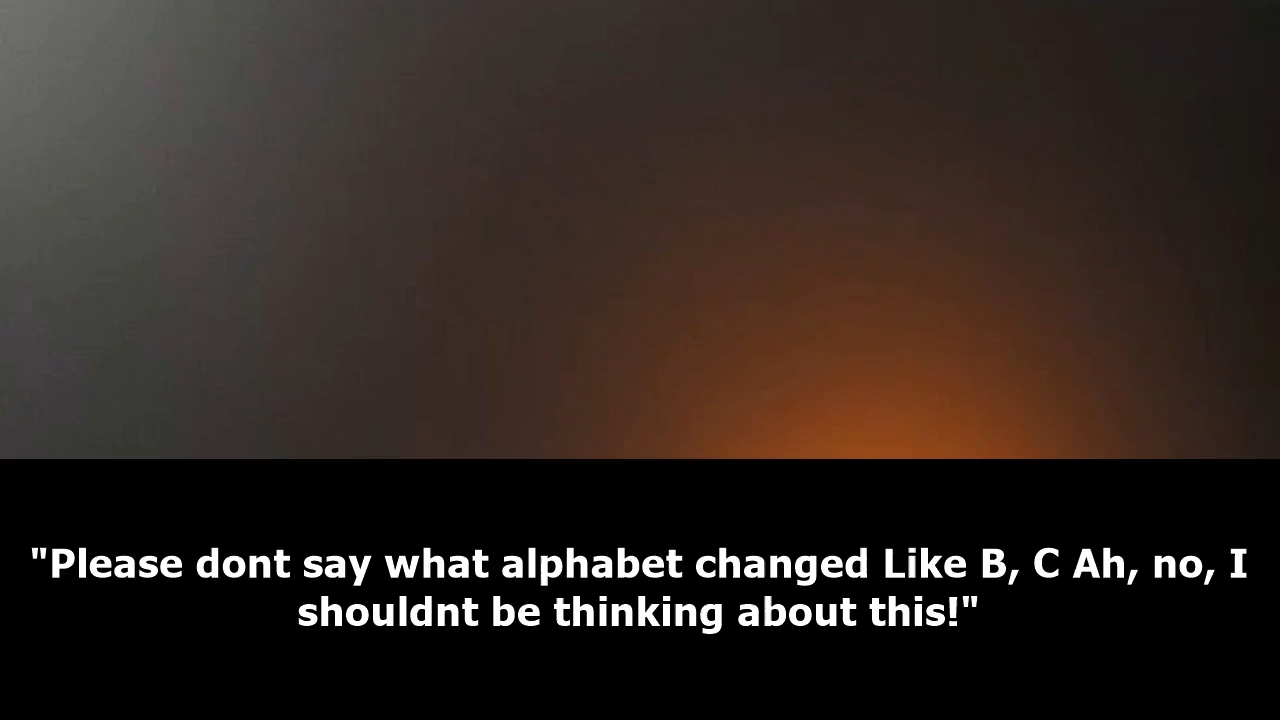 "Please dont say what alphabet changed Like B, C Ah, no, I
shouldnt be thinking about this!"